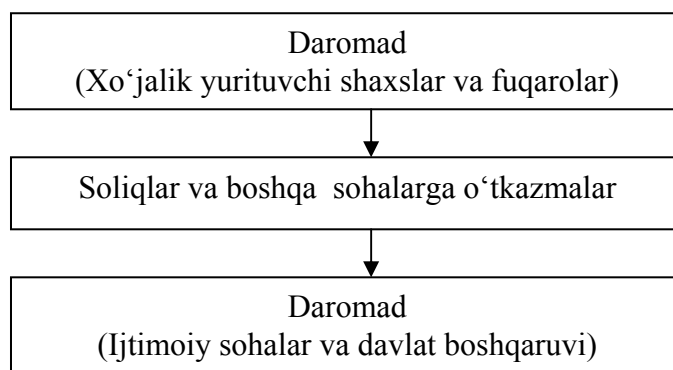 Daromad
(Xo‘jalik yurituvchi shaxslar va fuqarolar)
Soliqlar va boshqa sohalarga o‘tkazmalar
Daromad
(Ijtimoiy sohalar va davlat boshqaruvi)